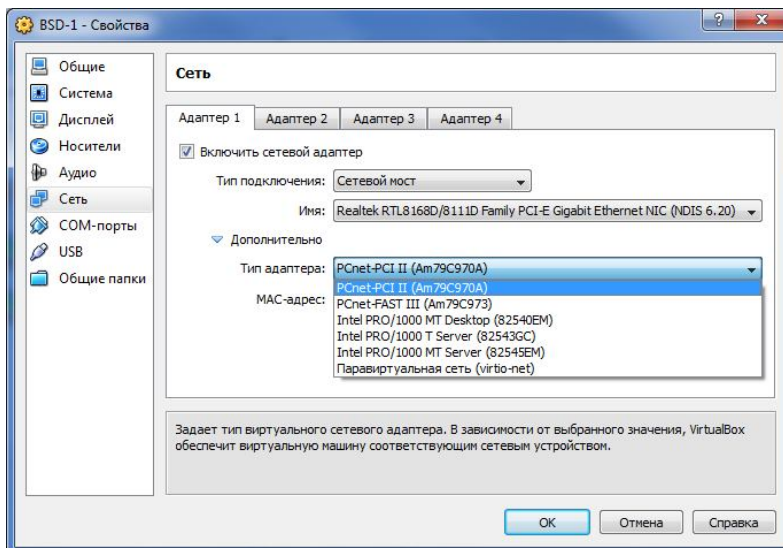 BSD-1 - Свойства
Общие
Система
Дисплей
Носители
Аудио
Сеть
COM-порты
USB
Общие папки
Сеть
Адаптер 1 Адаптер 2 Адаптер 3 Адаптер 4
Включить сетевой адаптер
Тип подключения: Сетевой мост
Имя: Realtek RTL8168D/8111D Family PCI-E Gigabit Ethernet NIC (NDIS 6.20)
Дополнительно
Тип адаптера: PCnet-PCI II (Am79C970A)
PCnet-PCI II (Am79C970A)
MAC-адрес: PCnet-FAST III (Am79C973)
Intel PRO/1000 MT Desktop (82540EM)
Intel PRO/1000 T Server (82543GC)
Intel PRO/1000 MT Server (82545EM)
Паравиртуальная сеть (virtio-net)
Задает тип виртуального сетевого адаптера. В зависимости от выбранного значения, VirtualBox
обеспечит виртуальную машину соответствующим сетевым устройством.
OK Отмена Справка